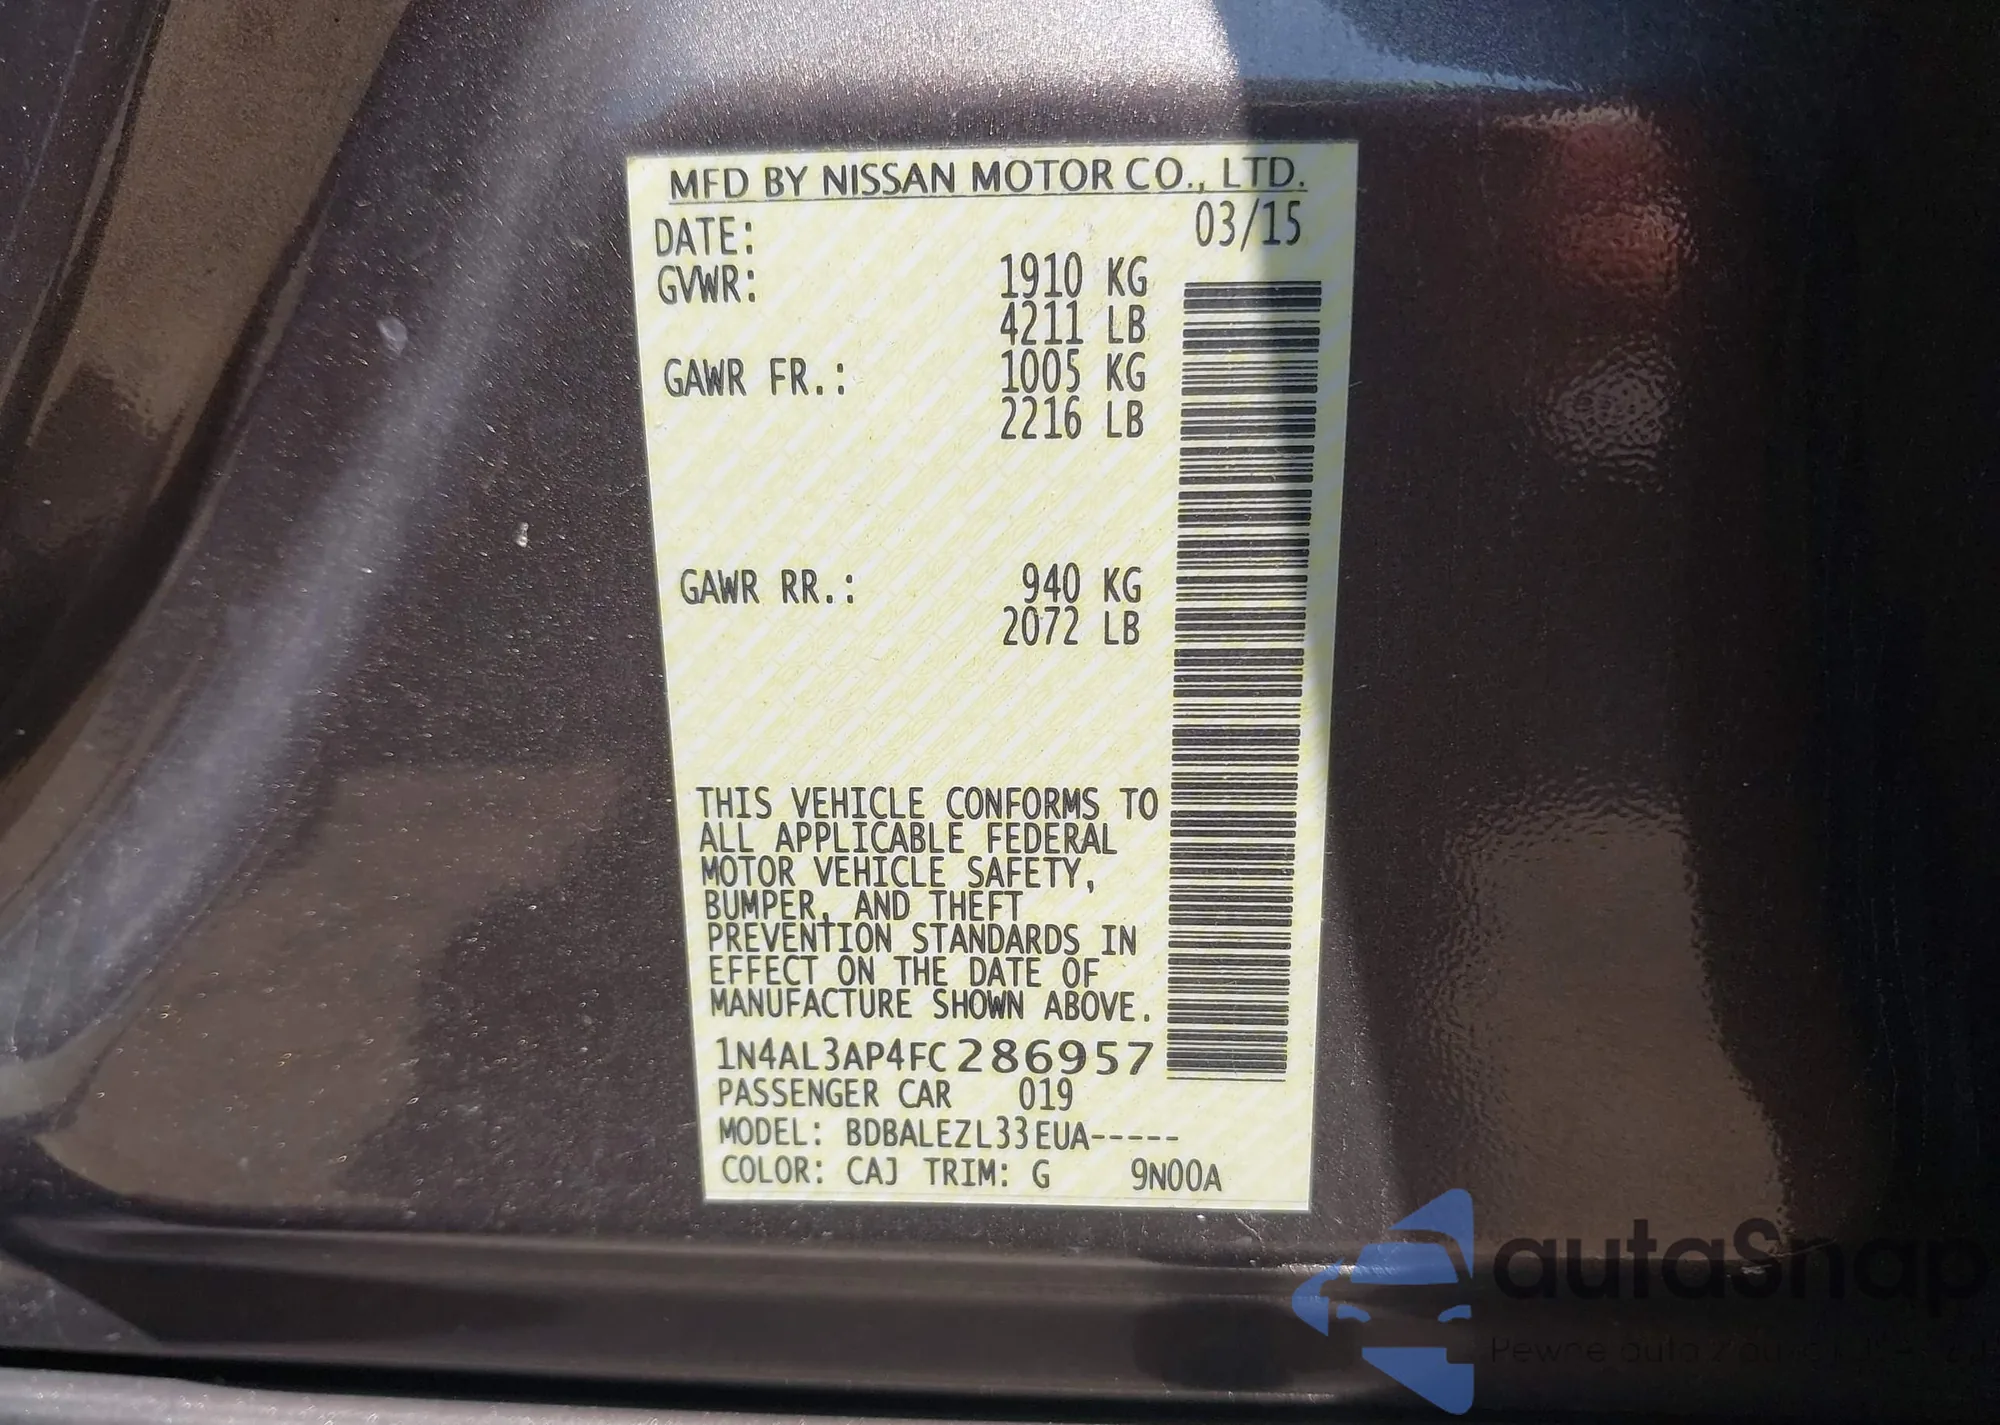 MFD BY NISSAN MOTOR CO., LTD.
DATE: 03/15
GVWR: 1910 KG
4211 LB
GAWR FR.: 1005 KG
2216 LB
GAWR RR.: 940 KG
2072 LB
THIS VEHICLE CONFORMS TO
ALL APPLICABLE FEDERAL
MOTOR VEHICLE SAFETY,
BUMPER, AND THEFT
PREVENTION STANDARDS IN
EFFECT ON THE DATE OF
MANUFACTURE SHOWN ABOVE.
1N4AL3AP4FC286957
PASSENGER CAR 019
MODEL: BDBALEZL33EUA-----
COLOR: CAJ TRIM: G 9N00A
autaSnap
Pewne auto z